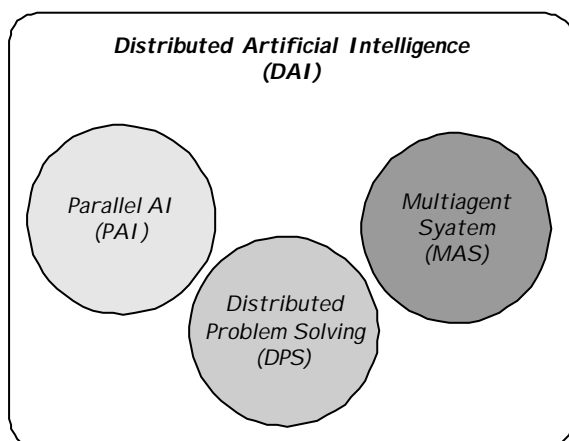 Distributed Artificial Intelligence
(DAI)
Parallel AI
(PAI)
Multiagent
Syatem
(MAS)
Distributed
Problem Solving
(DPS)